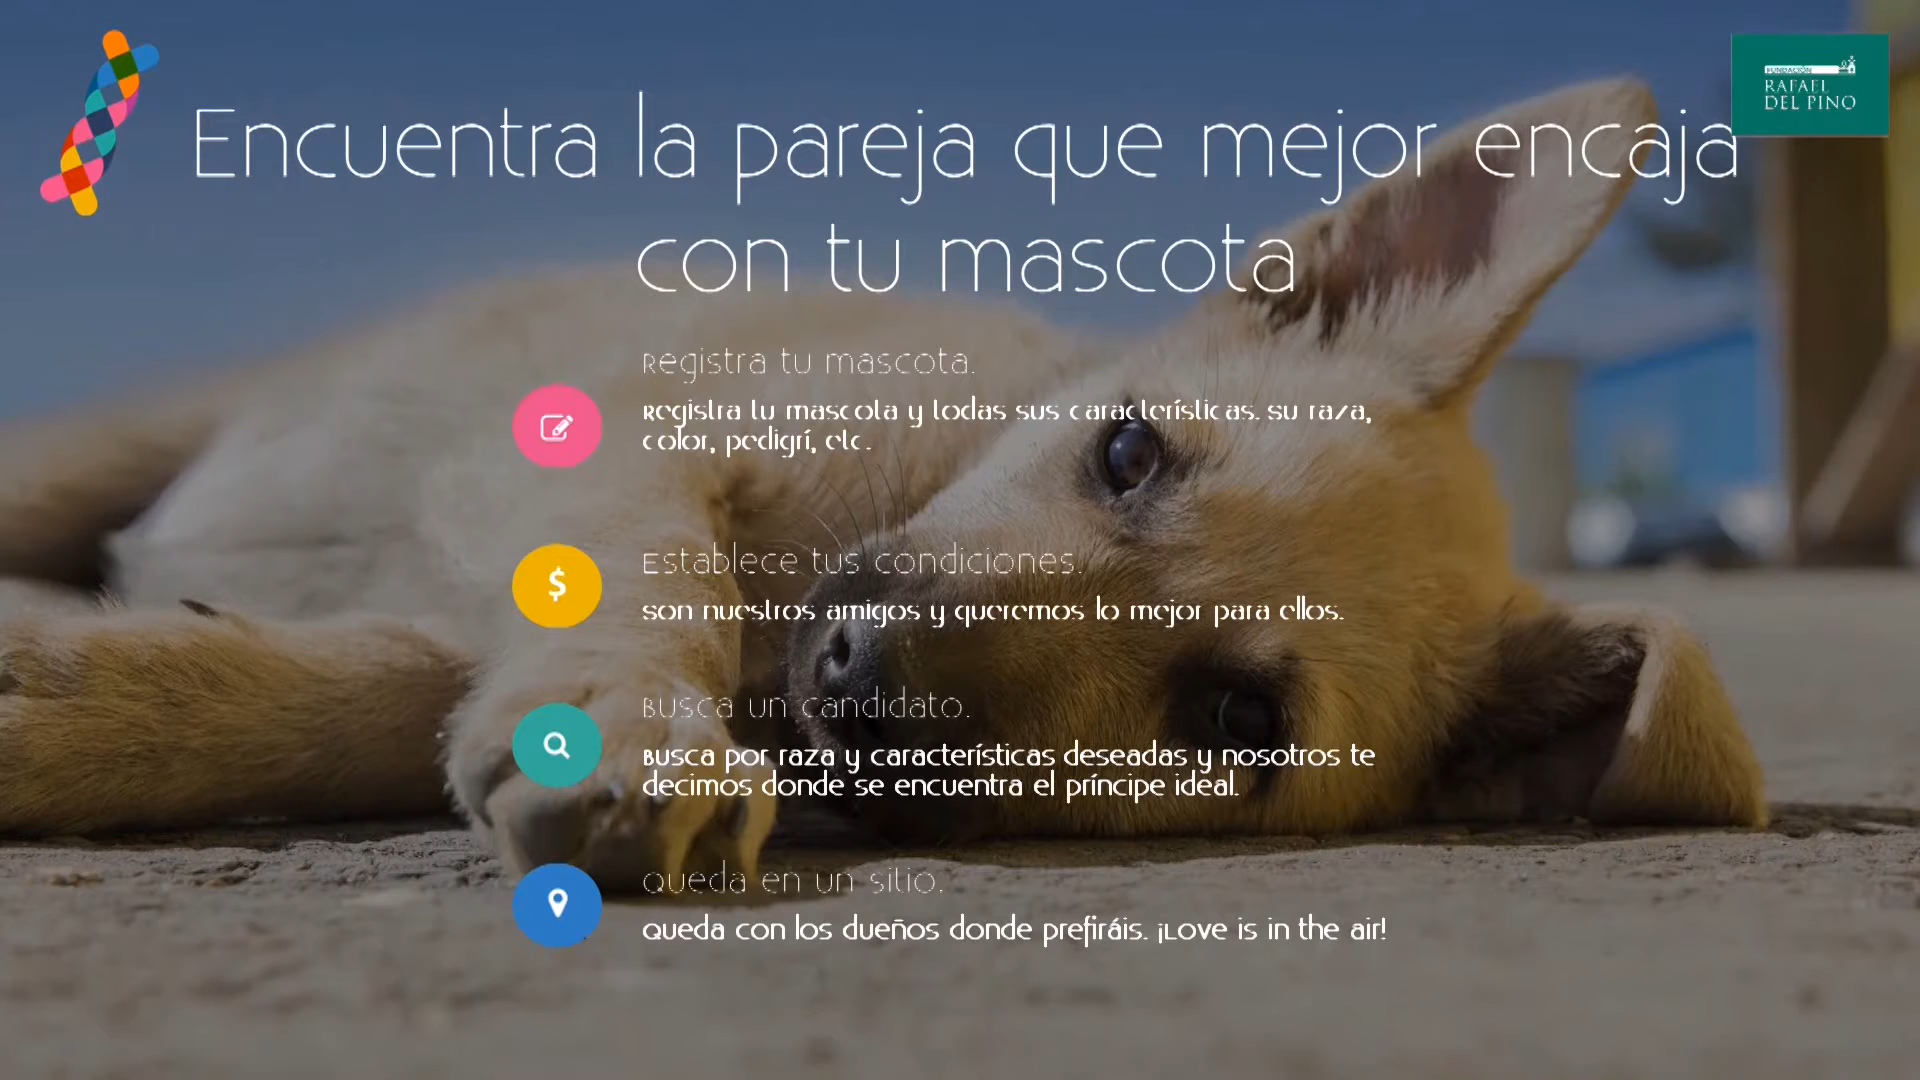 FUNDACIÓN
RAFAEL
DEL PINO
Encuentra la pareja que mejor encaja
con tu mascota
Registra tu mascota.
Registra tu mascota y todas sus características. Su raza,
color, pedigrí, etc.
Establece tus condiciones.
Son nuestros amigos y queremos lo mejor para ellos.
Busca un candidato.
Busca por raza y características deseadas y nosotros te
decimos donde se encuentra el príncipe ideal.
Queda en un sitio.
Queda con los dueños donde prefiráis. ¡Love is in the air!